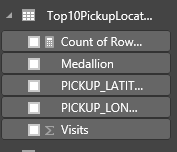 Top10PickupLocat...
Count of Row...
Medallion
PICKUP_LATIT...
PICKUP_LON...
Visits